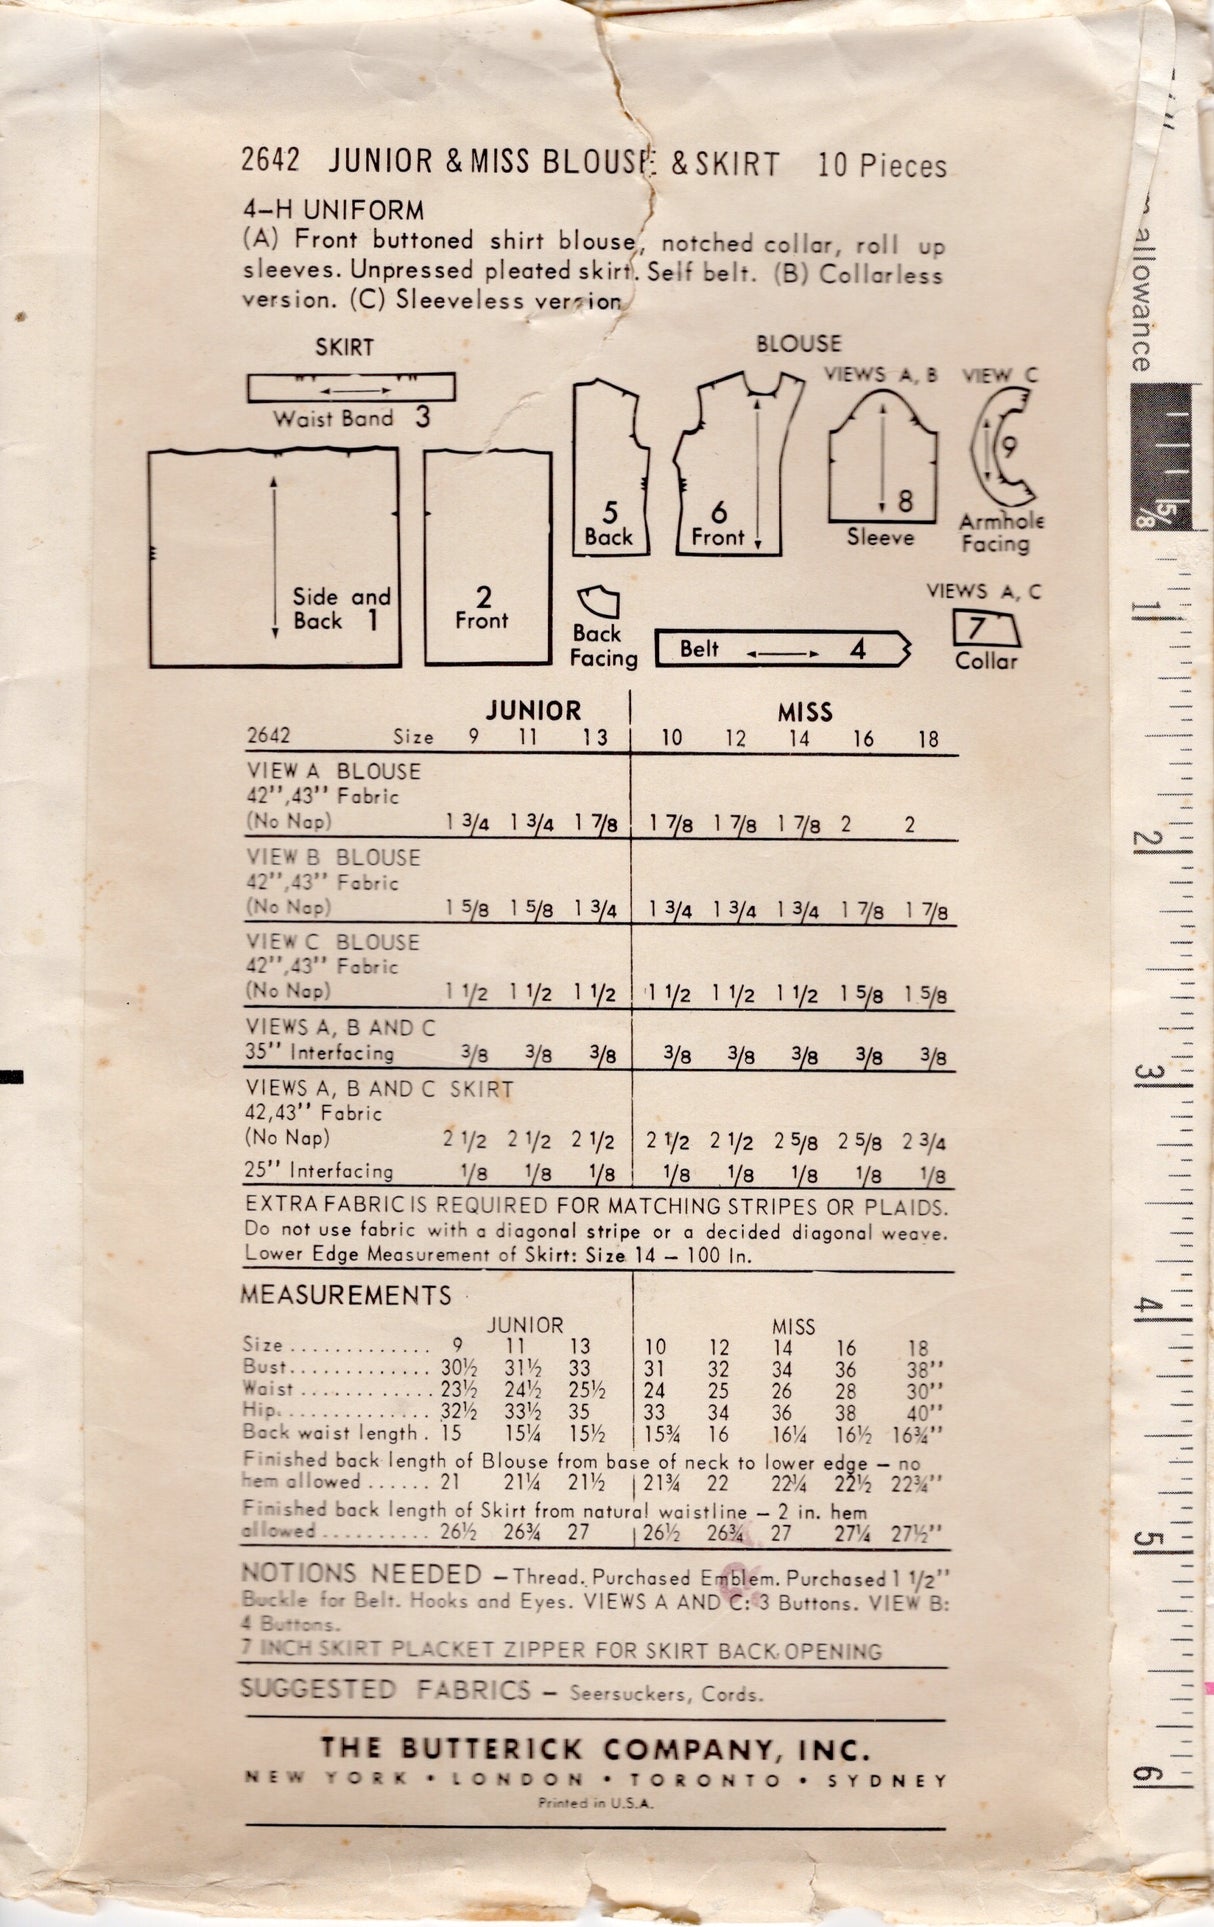 2642 JUNIOR & MISS BLOUSE & SKIRT 10 Pieces
4-H UNIFORM
(A) Front buttoned shirt blouse, notched collar, roll up
sleeves. Unpressed pleated skirt. Self belt. (B) Collarless
version. (C) Sleeveless version
SKIRT
BLOUSE
VIEWS A, B
VIEW C
Waist Band 3
Side and
Back 1
2
Front
5
Back
6
Front
8
Sleeve
9
Armhole
Facing
Back
Facing
Belt 4
VIEWS A, C
7
Collar
JUNIOR MISS
2642 Size 9 11 13 10 12 14 16 18
VIEW A BLOUSE
42'',43'' Fabric
(No Nap) 1 3/4 1 3/4 1 7/8 1 7/8 1 7/8 1 7/8 2 2
VIEW B BLOUSE
42'',43'' Fabric
(No Nap) 1 5/8 1 5/8 1 3/4 1 3/4 1 3/4 1 3/4 1 7/8 1 7/8
VIEW C BLOUSE
42'',43'' Fabric
(No Nap) 1 1/2 1 1/2 1 1/2 1 1/2 1 1/2 1 1/2 1 5/8 1 5/8
VIEWS A, B AND C
35'' Interfacing 3/8 3/8 3/8 3/8 3/8 3/8 3/8 3/8
VIEWS A, B AND C SKIRT
42,43'' Fabric
(No Nap) 2 1/2 2 1/2 2 1/2 2 1/2 2 1/2 2 5/8 2 5/8 2 3/4
25'' Interfacing 1/8 1/8 1/8 1/8 1/8 1/8 1/8 1/8
EXTRA FABRIC IS REQUIRED FOR MATCHING STRIPES OR PLAIDS.
Do not use fabric with a diagonal stripe or a decided diagonal weave.
Lower Edge Measurement of Skirt: Size 14 – 100 In.
MEASUREMENTS
JUNIOR MISS
Size ............. 9 11 13 10 12 14 16 18
Bust............. 30½ 31½ 33 31 32 34 36 38''
Waist ............ 23½ 24½ 25½ 24 25 26 28 30''
Hip.............. 32½ 33½ 35 33 34 36 38 40''
Back waist length . 15 15¼ 15½ 15¾ 16 16¼ 16½ 16¾''
Finished back length of Blouse from base of neck to lower edge – no
hem allowed ...... 21 21¼ 21½ 21¾ 22 22¼ 22½ 22¾''
Finished back length of Skirt from natural waistline – 2 in. hem
allowed .......... 26½ 26¾ 27 26½ 26¾ 27 27¼ 27½''
NOTIONS NEEDED – Thread. Purchased Emblem. Purchased 1 1/2''
Buckle for Belt. Hooks and Eyes. VIEWS A AND C: 3 Buttons. VIEW B:
4 Buttons.
7 INCH SKIRT PLACKET ZIPPER FOR SKIRT BACK OPENING
SUGGESTED FABRICS – Seersuckers, Cords.
THE BUTTERICK COMPANY, INC.
NEW YORK • LONDON • TORONTO • SYDNEY
Printed in U.S.A.
allowance
5/8
1
2
3
4
5
6